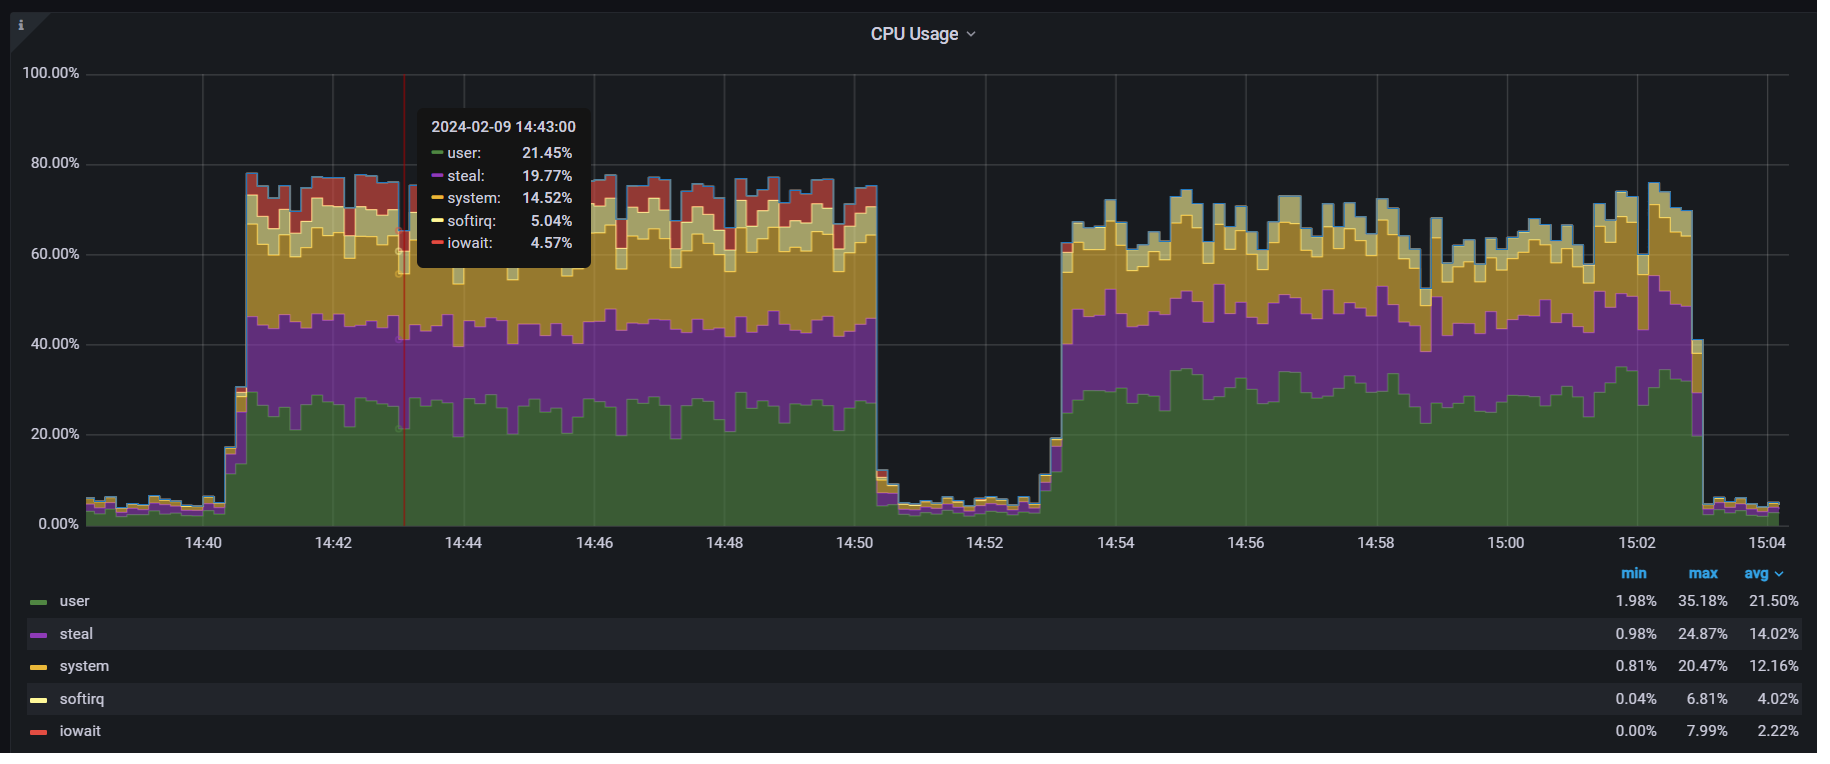 i
CPU Usage
100.00%
80.00%
60.00%
40.00%
20.00%
0.00%
2024-02-09 14:43:00
user: 21.45%
steal: 19.77%
system: 14.52%
softirq: 5.04%
iowait: 4.57%
14:40 14:42 14:44 14:46 14:48 14:50 14:52 14:54 14:56 14:58 15:00 15:02 15:04
min max avg
user 1.98% 35.18% 21.50%
steal 0.98% 24.87% 14.02%
system 0.81% 20.47% 12.16%
softirq 0.04% 6.81% 4.02%
iowait 0.00% 7.99% 2.22%